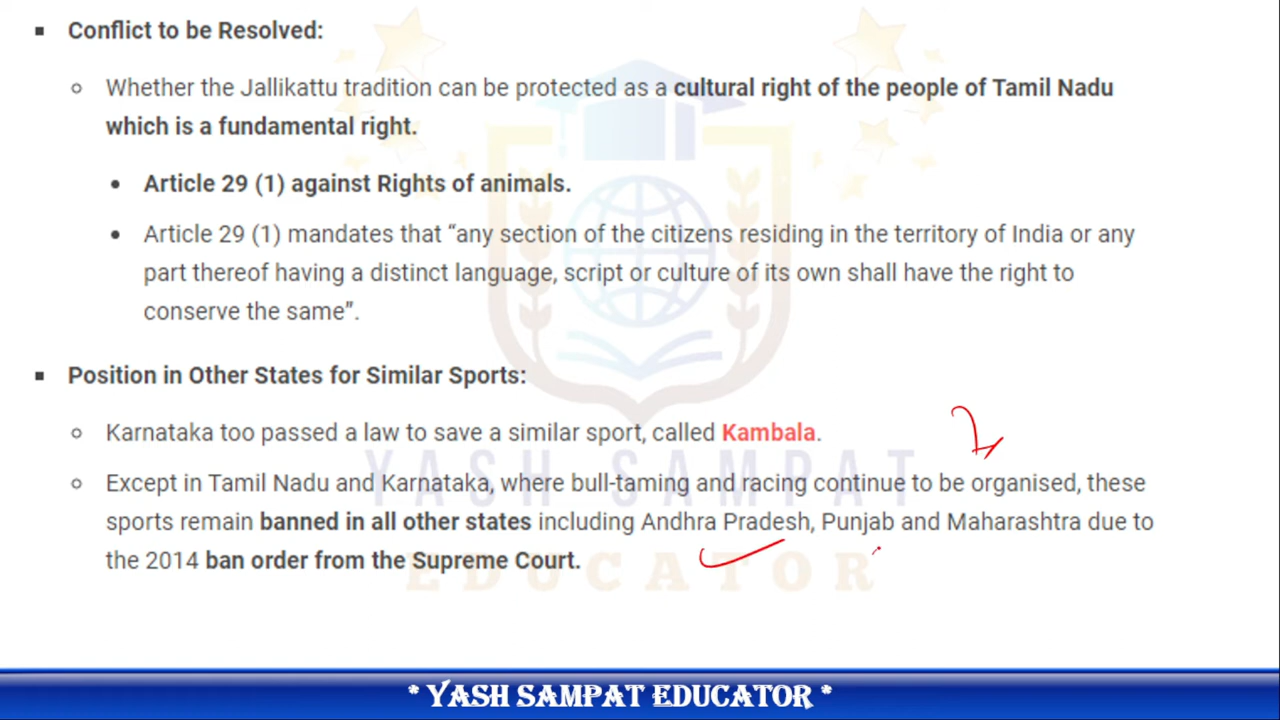 Conflict to be Resolved:
Whether the Jallikattu tradition can be protected as a cultural right of the people of Tamil Nadu
which is a fundamental right.
Article 29 (1) against Rights of animals.
Article 29 (1) mandates that “any section of the citizens residing in the territory of India or any
part thereof having a distinct language, script or culture of its own shall have the right to
conserve the same”.
Position in Other States for Similar Sports:
Karnataka too passed a law to save a similar sport, called Kambala.
YASH SAMPAT
Except in Tamil Nadu and Karnataka, where bull-taming and racing continue to be organised, these
sports remain banned in all other states including Andhra Pradesh, Punjab and Maharashtra due to
the 2014 ban order from the Supreme Court.
EDUCATOR
* YASH SAMPAT EDUCATOR *